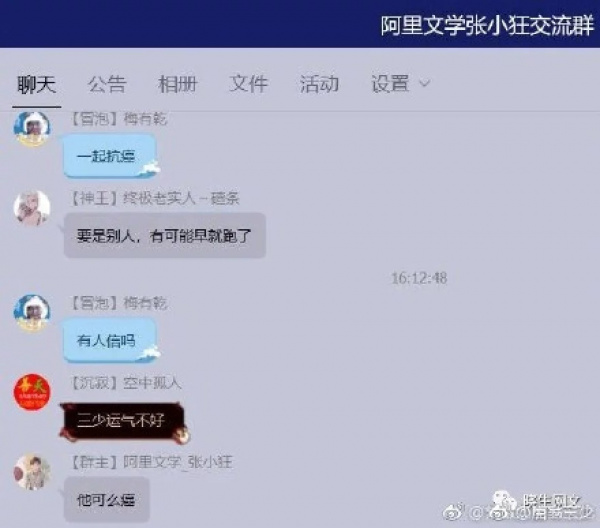 阿里文学张小狂交流群
聊天 公告 相册 文件 活动 设置
【冒泡】梅有乾
一起抗癌
【神王】终极老实人--磕条
要是别人，有可能早就跑了
16:12:48
【冒泡】梅有乾
有人信吗
【沉寂】空中孤人
三少运气不好
【群主】阿里文学_张小狂
他可么癌